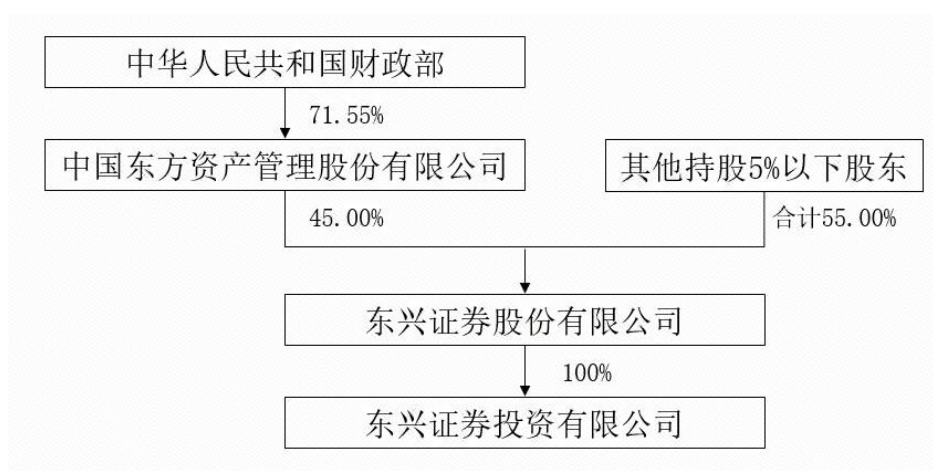 中华人民共和国财政部
71.55%
中国东方资产管理股份有限公司
其他持股5%以下股东
45.00%
合计55.00%
东兴证券股份有限公司
100%
东兴证券投资有限公司